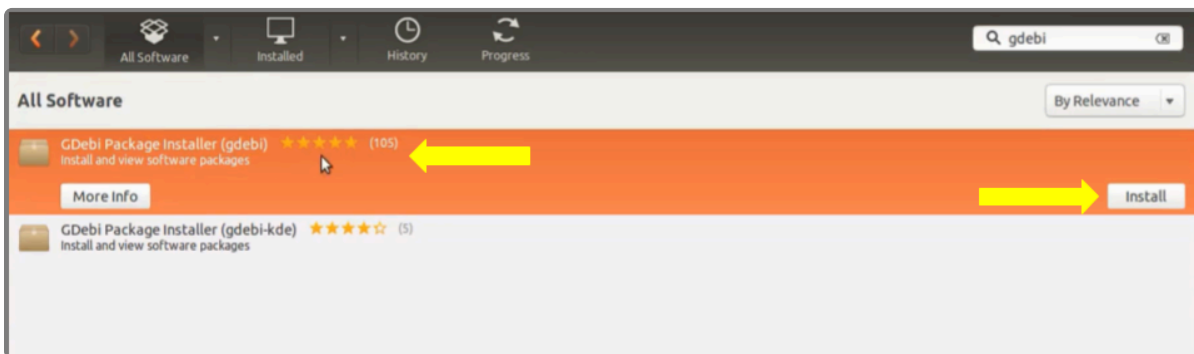 All Software
Installed
History
Progress
gdebi
All Software
By Relevance
GDebi Package Installer (gdebi) (105)
Install and view software packages
More Info
Install
GDebi Package Installer (gdebi-kde) (5)
Install and view software packages